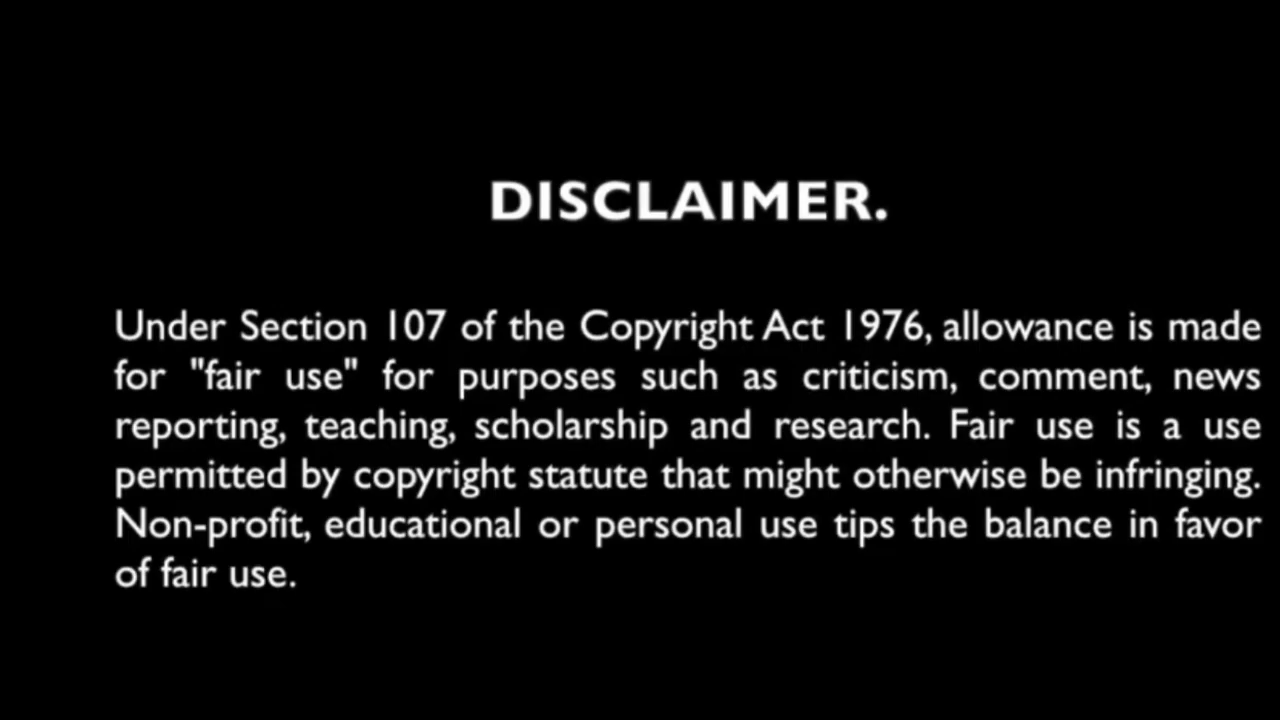 DISCLAIMER.
Under Section 107 of the Copyright Act 1976, allowance is made
for "fair use" for purposes such as criticism, comment, news
reporting, teaching, scholarship and research. Fair use is a use
permitted by copyright statute that might otherwise be infringing.
Non-profit, educational or personal use tips the balance in favor
of fair use.